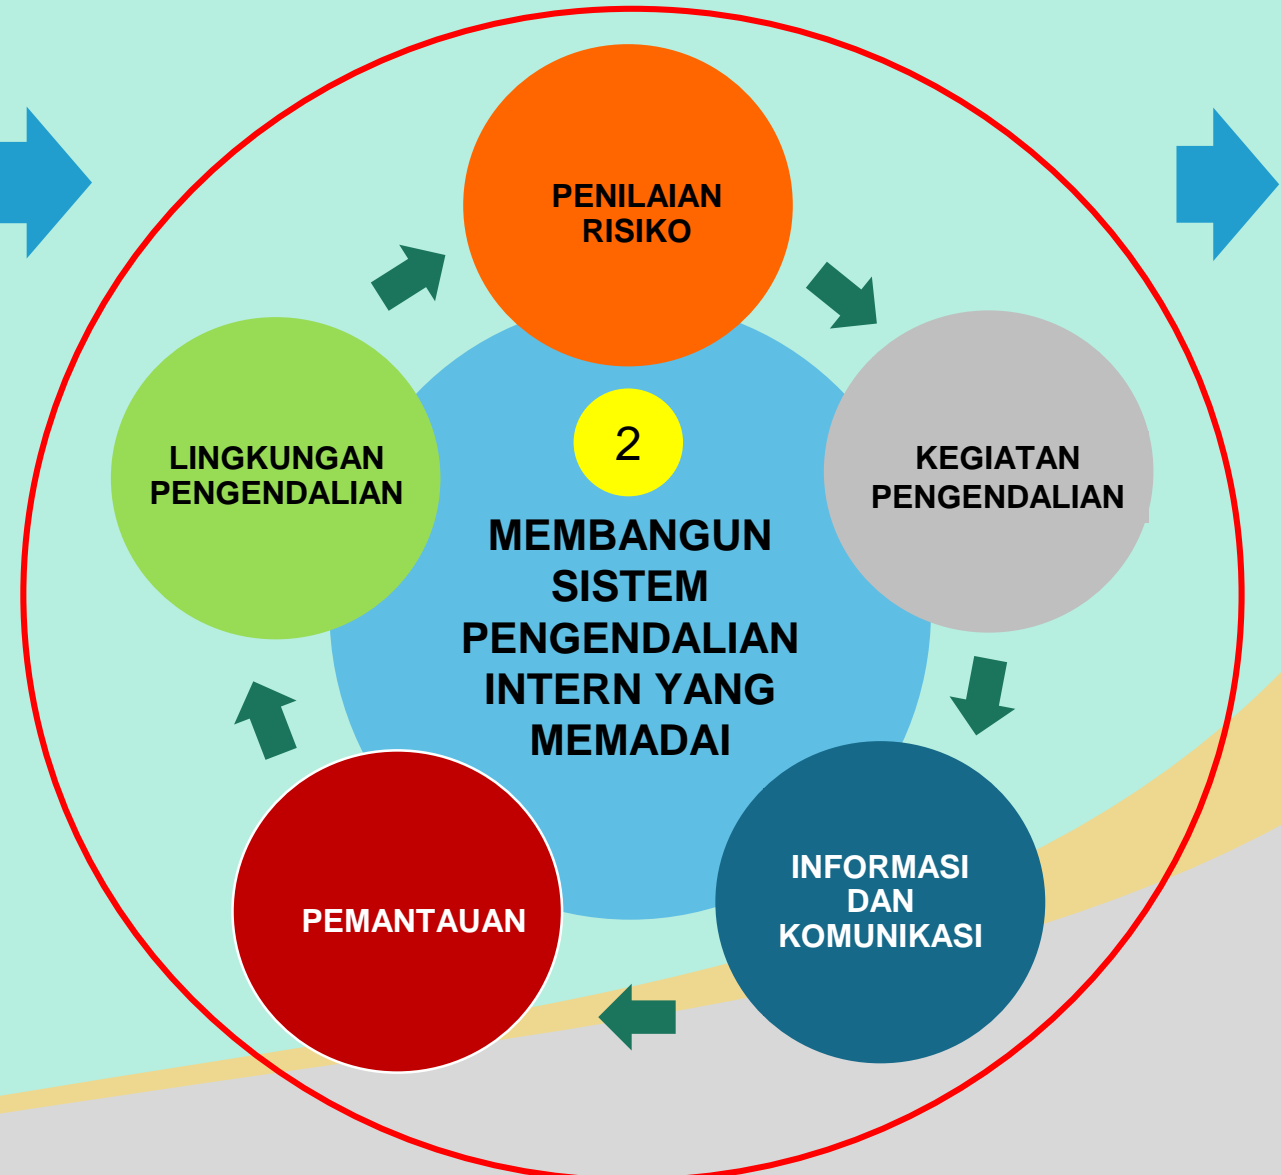 PENILAIAN
RISIKO
LINGKUNGAN
PENGENDALIAN
KEGIATAN
PENGENDALIAN
2
MEMBANGUN
SISTEM
PENGENDALIAN
INTERN YANG
MEMADAI
INFORMASI
DAN
KOMUNIKASI
PEMANTAUAN